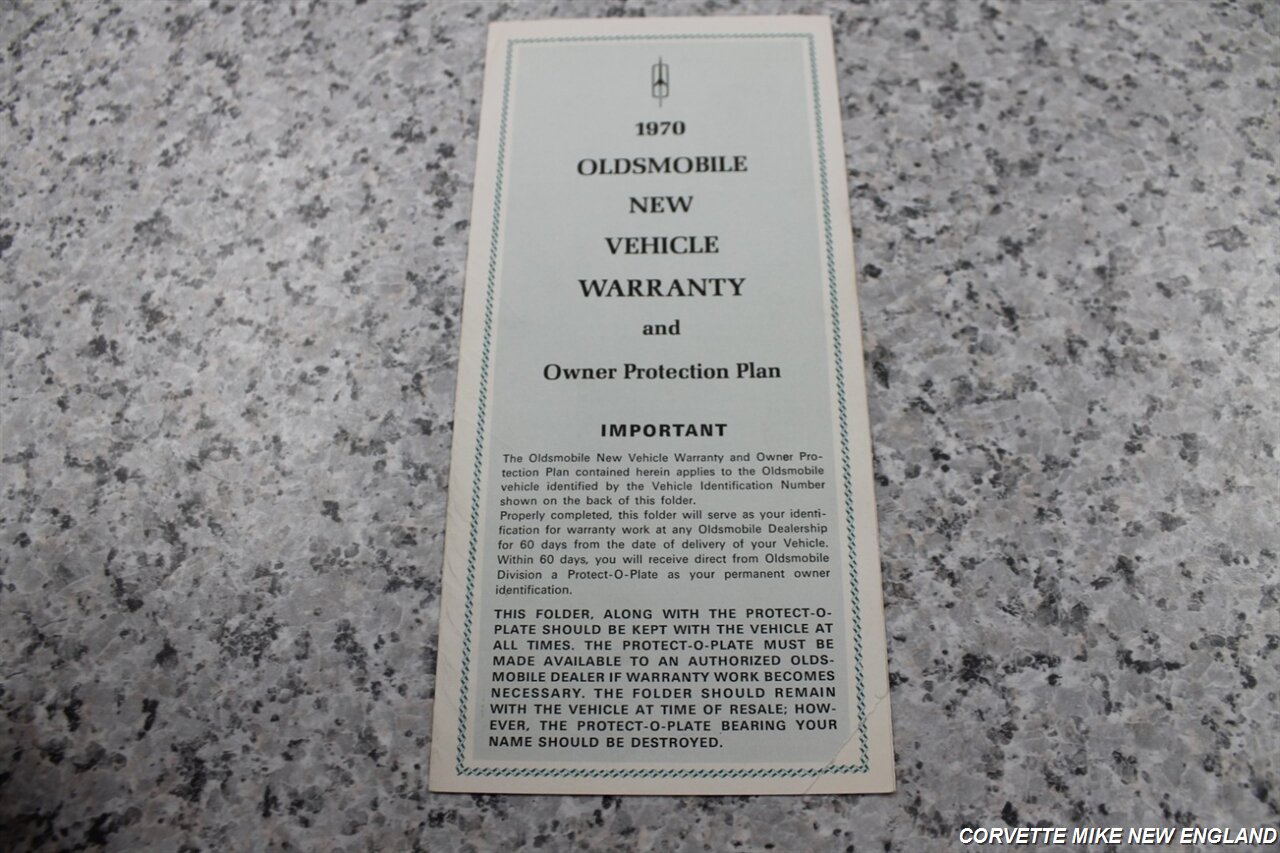 1970
OLDSMOBILE
NEW
VEHICLE
WARRANTY
and
Owner Protection Plan
IMPORTANT
The Oldsmobile New Vehicle Warranty and Owner Pro-
tection Plan contained herein applies to the Oldsmobile
vehicle identified by the Vehicle Identification Number
shown on the back of this folder.
Properly completed, this folder will serve as your identi-
fication for warranty work at any Oldsmobile Dealership
for 60 days from the date of delivery of your Vehicle.
Within 60 days, you will receive direct from Oldsmobile
Division a Protect-O-Plate as your permanent owner
identification.
THIS FOLDER, ALONG WITH THE PROTECT-O-
PLATE SHOULD BE KEPT WITH THE VEHICLE AT
ALL TIMES. THE PROTECT-O-PLATE MUST BE
MADE AVAILABLE TO AN AUTHORIZED OLDS-
MOBILE DEALER IF WARRANTY WORK BECOMES
NECESSARY. THE FOLDER SHOULD REMAIN
WITH THE VEHICLE AT TIME OF RESALE; HOW-
EVER, THE PROTECT-O-PLATE BEARING YOUR
NAME SHOULD BE DESTROYED.
CORVETTE MIKE NEW ENGLAND